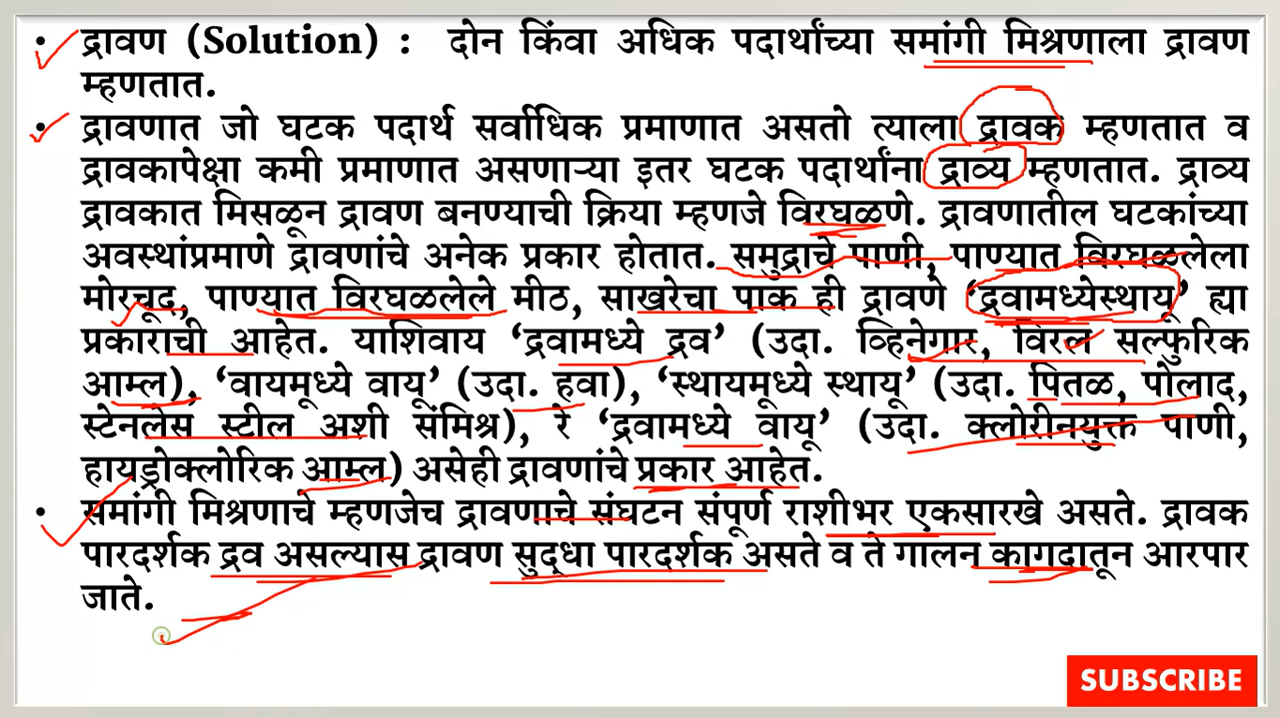 • द्रावण (Solution) : दोन किंवा अधिक पदार्थांच्या समांगी मिश्रणाला द्रावण
म्हणतात.
• द्रावणात जो घटक पदार्थ सर्वाधिक प्रमाणात असतो त्याला द्रावक म्हणतात व
द्रावकापेक्षा कमी प्रमाणात असणाऱ्या इतर घटक पदार्थांना द्राव्य म्हणतात. द्राव्य
द्रावकात मिसळून द्रावण बनण्याची क्रिया म्हणजे विरघळणे. द्रावणातील घटकांच्या
अवस्थांप्रमाणे द्रावणांचे अनेक प्रकार होतात. समुद्राचे पाणी, पाण्यात विरघळलेला
मोरचूद, पाण्यात विरघळलेले मीठ, साखरेचा पाक ही द्रावणे ‘द्रवामध्येस्थायू’ ह्या
प्रकाराची आहेत. याशिवाय ‘द्रवामध्ये द्रव’ (उदा. व्हिनेगार, विरल सल्फुरिक
आम्ल), ‘वायूमध्ये वायू’ (उदा. हवा), ‘स्थायूमध्ये स्थायू’ (उदा. पितळ, पोलाद,
स्टेनलेस स्टील अशी संमिश्र), रे ‘द्रवामध्ये वायू’ (उदा. क्लोरीनयुक्त पाणी,
हायड्रोक्लोरिक आम्ल) असेही द्रावणांचे प्रकार आहेत.
• समांगी मिश्रणाचे म्हणजेच द्रावणाचे संघटन संपूर्ण राशीभर एकसारखे असते. द्रावक
पारदर्शक द्रव असल्यास द्रावण सुद्धा पारदर्शक असते व ते गालन कागदातून आरपार
जाते.
SUBSCRIBE